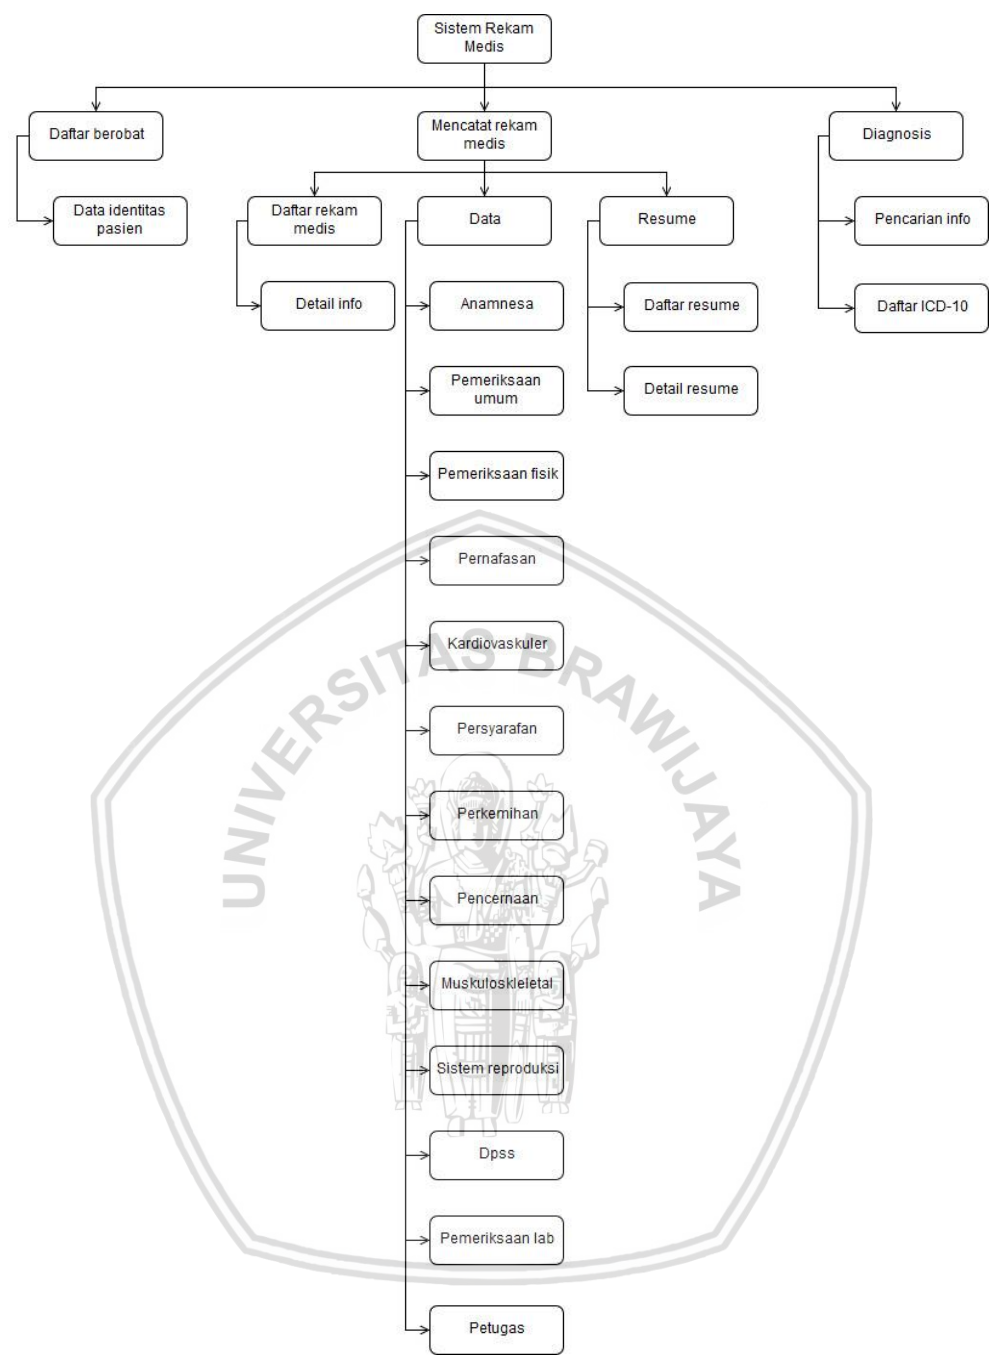 Sistem Rekam
Medis
Daftar berobat
Mencatat rekam
medis
Diagnosis
Data identitas
pasien
Daftar rekam
medis
Data
Resume
Pencarian info
Detail info
Anamnesa
Daftar resume
Daftar ICD-10
Pemeriksaan
umum
Detail resume
Pemeriksaan fisik
Pernafasan
Kardiovaskuler
Persyarafan
Perkemihan
Pencernaan
Muskuloskleletal
Sistem reproduksi
Dpss
Pemeriksaan lab
Petugas
UNIVERSITAS BRAWIJAYA